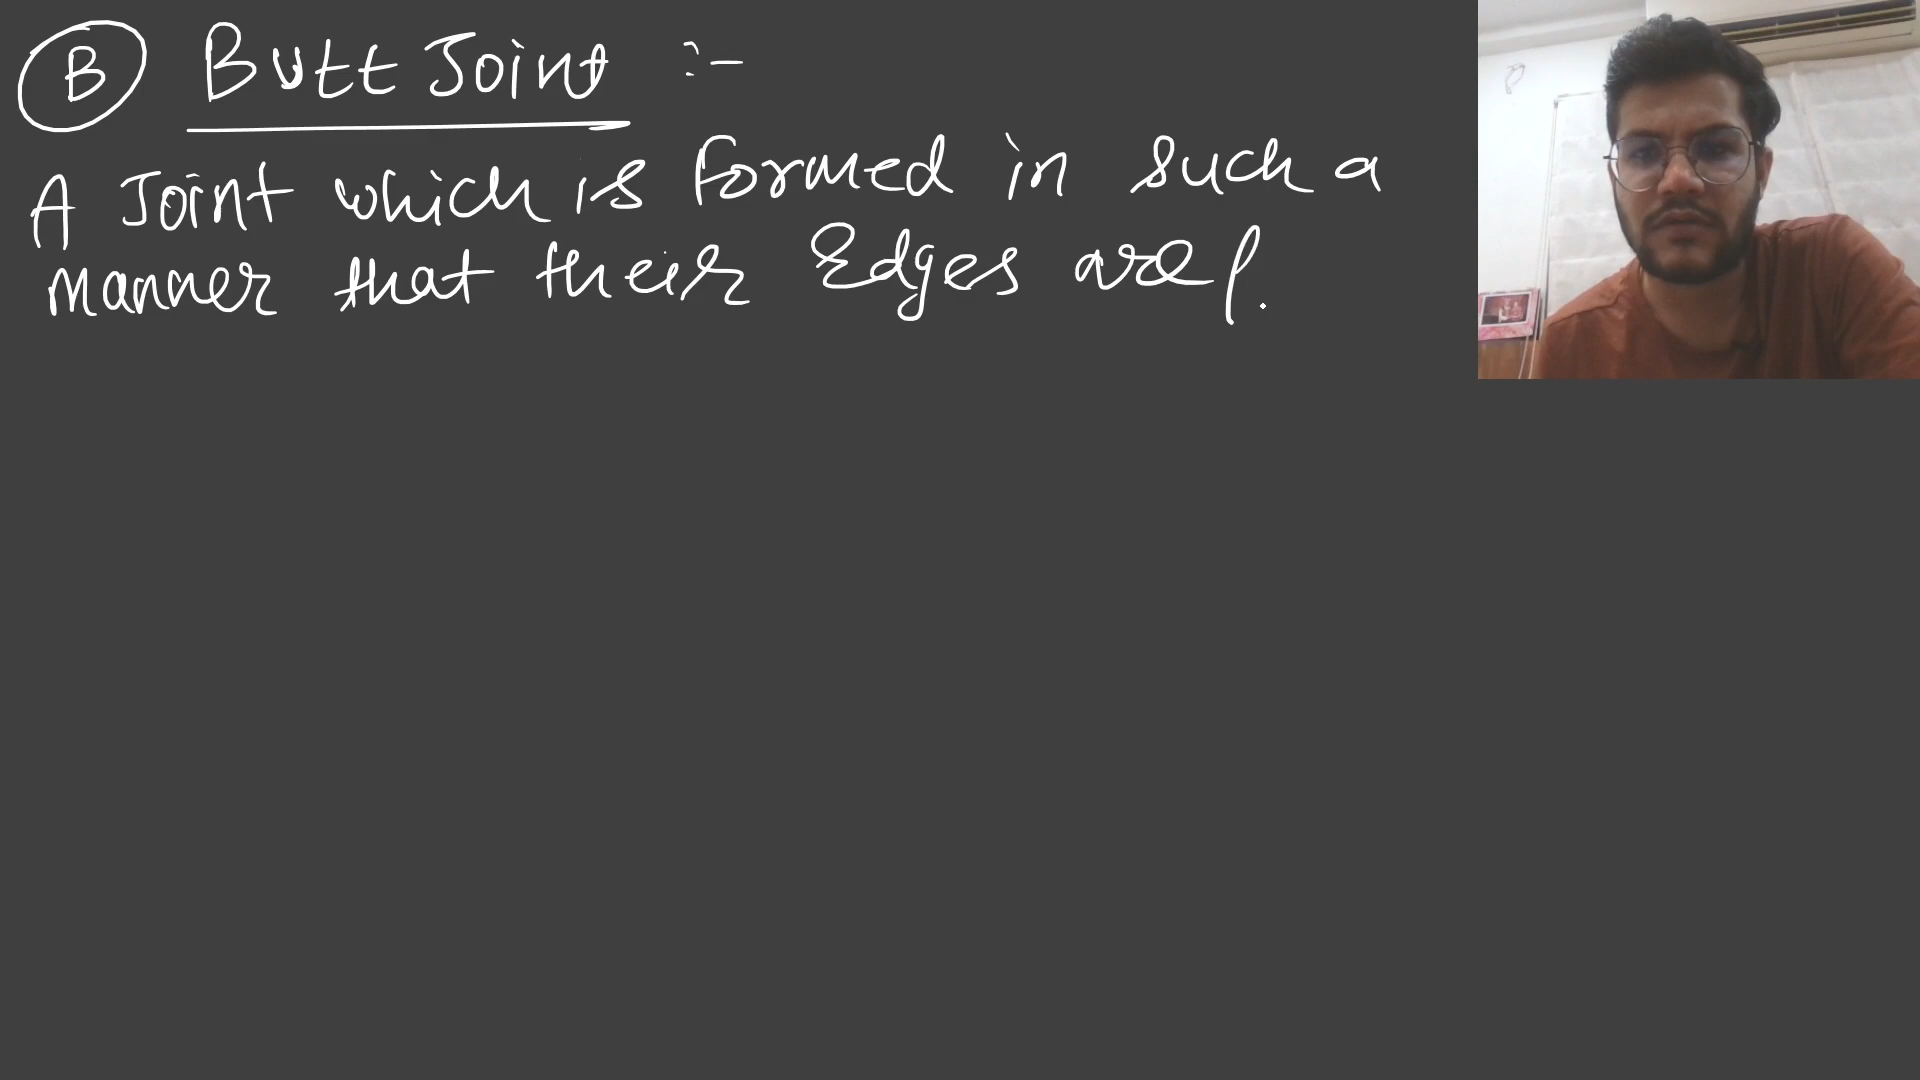 B Butt Joint :-
A Joint which is formed in such a
manner that their Edges are